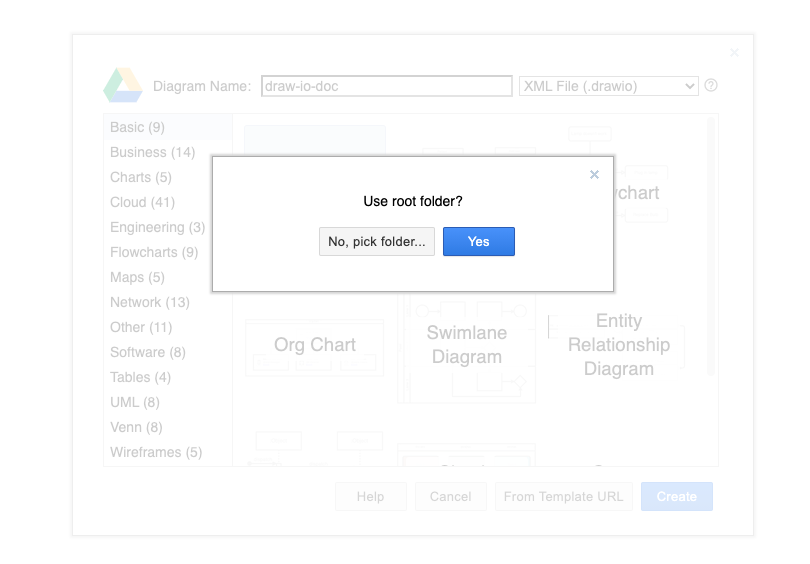 Diagram Name: draw-io-doc XML File (.drawio) ?
Basic (9)
Business (14)
Charts (5)
Cloud (41)
Engineering (3)
Flowcharts (9)
Maps (5)
Network (13)
Other (11)
Software (8)
Tables (4)
UML (8)
Venn (8)
Wireframes (5)
Use root folder?
No, pick folder... Yes
Org Chart
Swimlane
Diagram
Entity
Relationship
Diagram
Help Cancel From Template URL Create